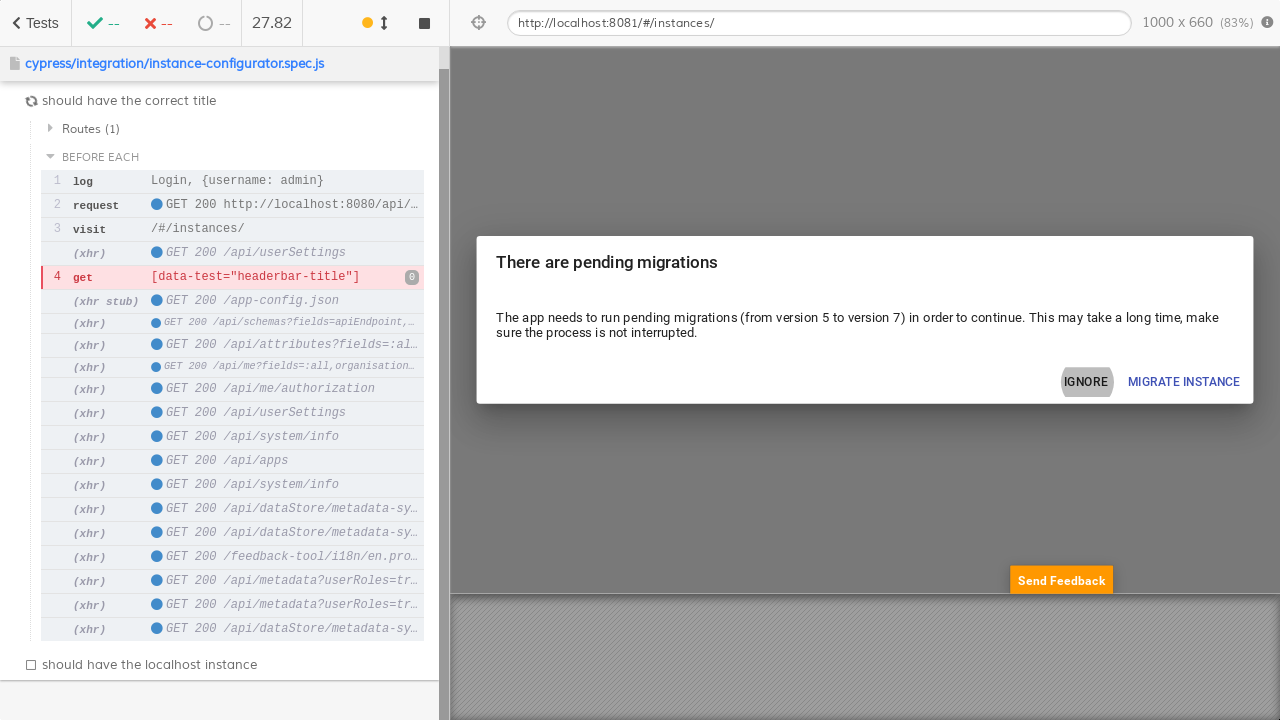 Tests -- -- -- 27.82
http://localhost:8081/#/instances/ 1000 x 660 (83%)
cypress/integration/instance-configurator.spec.js
should have the correct title
Routes (1)
BEFORE EACH
1 log Login, {username: admin}
2 request GET 200 http://localhost:8080/api/…
3 visit /#/instances/
(xhr) GET 200 /api/userSettings
4 get [data-test="headerbar-title"] 0
(xhr stub) GET 200 /app-config.json
(xhr) GET 200 /api/schemas?fields=apiEndpoint,…
(xhr) GET 200 /api/attributes?fields=:al…
(xhr) GET 200 /api/me?fields=:all,organisation…
(xhr) GET 200 /api/me/authorization
(xhr) GET 200 /api/userSettings
(xhr) GET 200 /api/system/info
(xhr) GET 200 /api/apps
(xhr) GET 200 /api/system/info
(xhr) GET 200 /api/dataStore/metadata-sy…
(xhr) GET 200 /api/dataStore/metadata-sy…
(xhr) GET 200 /feedback-tool/i18n/en.pro…
(xhr) GET 200 /api/metadata?userRoles=tr…
(xhr) GET 200 /api/metadata?userRoles=tr…
(xhr) GET 200 /api/dataStore/metadata-sy…
should have the localhost instance
There are pending migrations
The app needs to run pending migrations (from version 5 to version 7) in order to continue. This may take a long time, make
sure the process is not interrupted.
IGNORE MIGRATE INSTANCE
Send Feedback